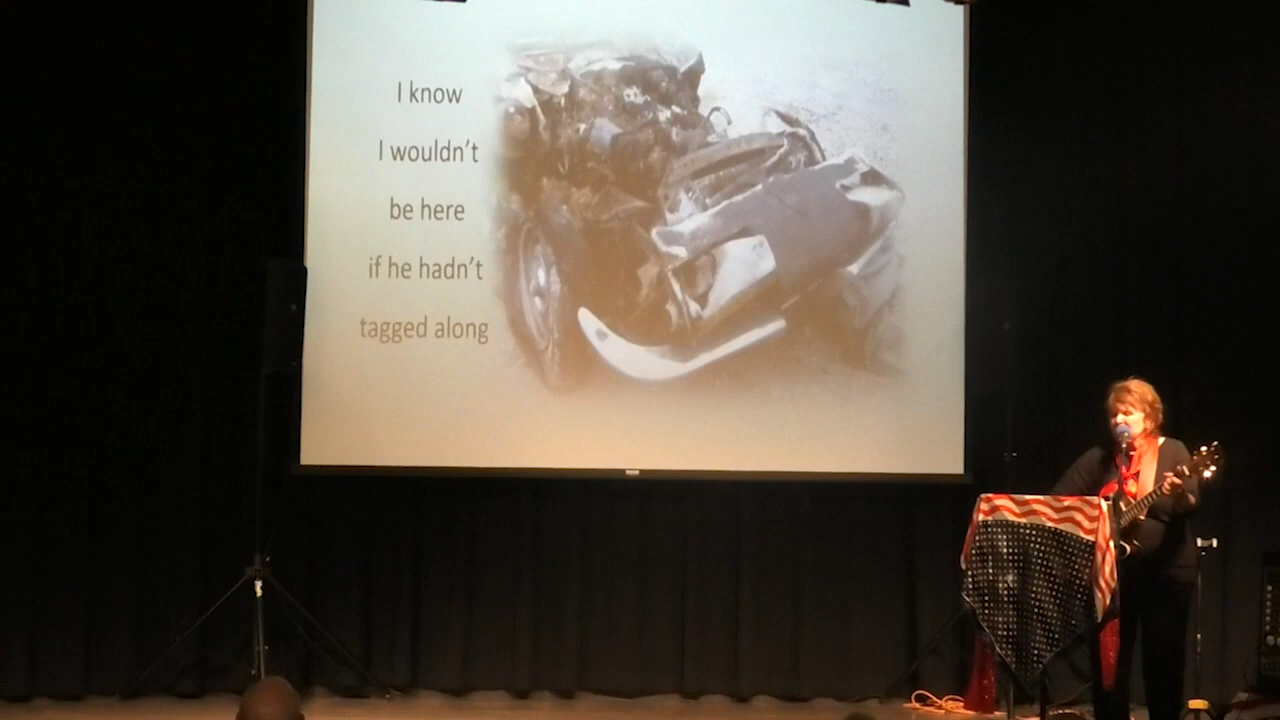 I know
I wouldn't
be here
if he hadn't
tagged along